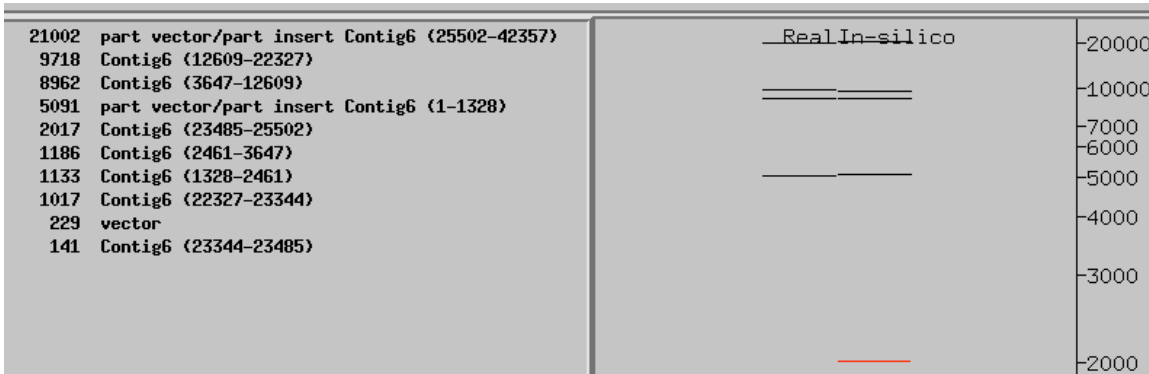 21002 part vector/part insert Contig6 (25502-42357)
9718 Contig6 (12609-22327)
8962 Contig6 (3647-12609)
5091 part vector/part insert Contig6 (1-1328)
2017 Contig6 (23485-25502)
1186 Contig6 (2461-3647)
1133 Contig6 (1328-2461)
1017 Contig6 (22327-23344)
229 vector
141 Contig6 (23344-23485)
Real In-silico
20000
10000
7000
6000
5000
4000
3000
2000